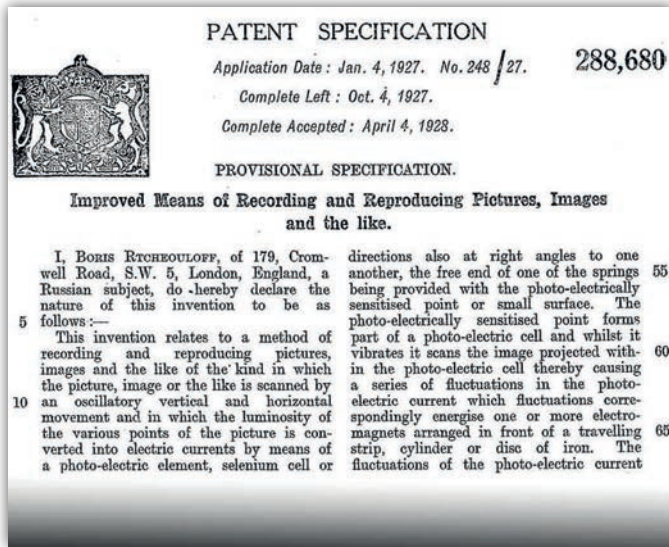 PATENT SPECIFICATION
Application Date : Jan. 4, 1927. No. 248/27.
288,680
Complete Left : Oct. 4, 1927.
Complete Accepted : April 4, 1928.
PROVISIONAL SPECIFICATION.
Improved Means of Recording and Reproducing Pictures, Images
and the like.
I, BORIS RTCHEOULOFF, of 179, Crom-
well Road, S.W. 5, London, England, a
Russian subject, do hereby declare the
nature of this invention to be as
5 follows :—
This invention relates to a method of
recording and reproducing pictures,
images and the like of the kind in which
the picture, image or the like is scanned by
10 an oscillatory vertical and horizontal
movement and in which the luminosity of
the various points of the picture is con-
verted into electric currents by means of
a photo-electric element, selenium cell or
directions also at right angles to one
another, the free end of one of the springs 55
being provided with the photo-electrically
sensitised point or small surface. The
photo-electrically sensitised point forms
part of a photo-electric cell and whilst it
vibrates it scans the image projected with- 60
in the photo-electric cell thereby causing
a series of fluctuations in the photo-
electric current which fluctuations corre-
spondingly energise one or more electro-
magnets arranged in front of a travelling 65
strip, cylinder or disc of iron. The
fluctuations of the photo-electric current